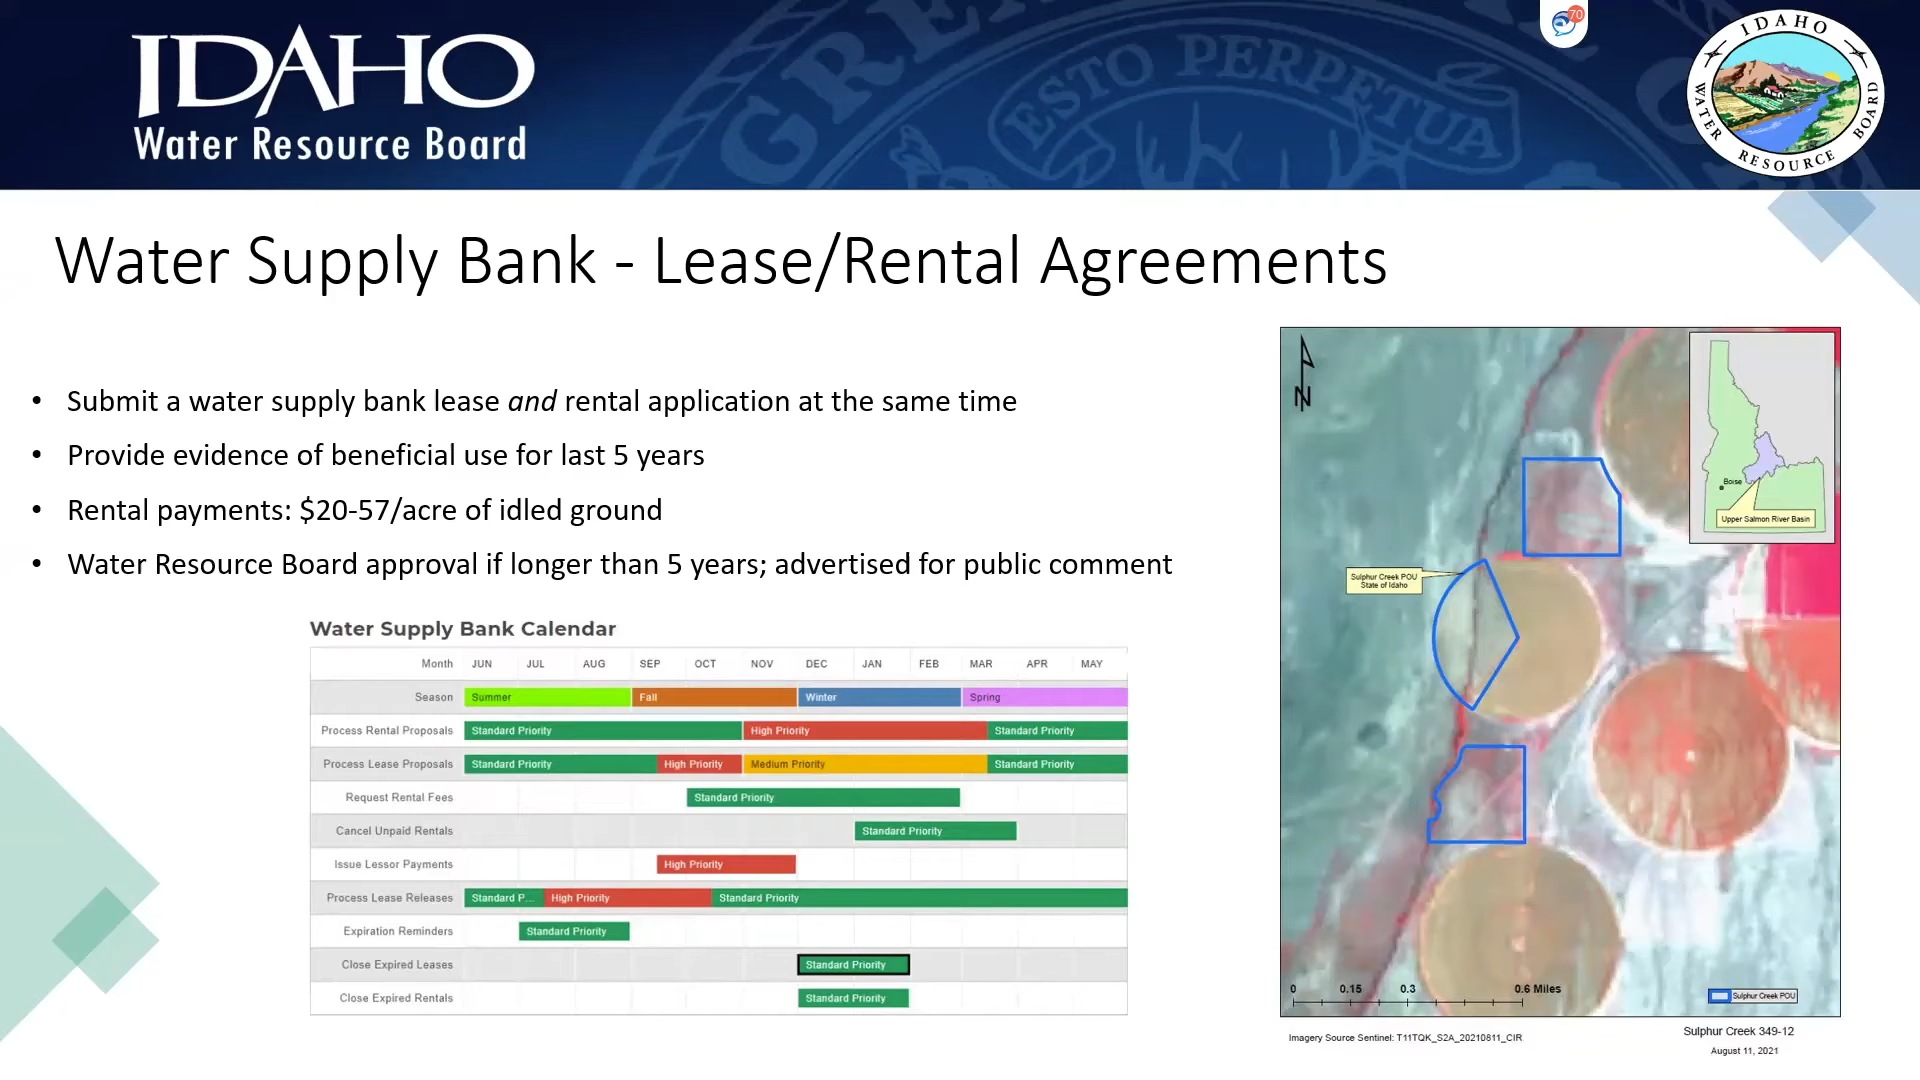 IDAHO
Water Resource Board
GREAT
ESTO PERPETUA
70
IDAHO
WATER RESOURCE BOARD
Water Supply Bank - Lease/Rental Agreements
• Submit a water supply bank lease and rental application at the same time
• Provide evidence of beneficial use for last 5 years
• Rental payments: $20-57/acre of idled ground
• Water Resource Board approval if longer than 5 years; advertised for public comment
Water Supply Bank Calendar
Month JUN JUL AUG SEP OCT NOV DEC JAN FEB MAR APR MAY
Season Summer Fall Winter Spring
Process Rental Proposals Standard Priority High Priority Standard Priority
Process Lease Proposals Standard Priority High Priority Medium Priority Standard Priority
Request Rental Fees Standard Priority
Cancel Unpaid Rentals Standard Priority
Issue Lessor Payments High Priority
Process Lease Releases Standard P... High Priority Standard Priority
Expiration Reminders Standard Priority
Close Expired Leases Standard Priority
Close Expired Rentals Standard Priority
N
Boise
Upper Salmon River Basin
Sulphur Creek POU
State of Idaho
0 0.15 0.3 0.6 Miles
Sulphur Creek POU
Imagery Source Sentinel: T11TQK_S2A_20210811_CIR
Sulphur Creek 349-12
August 11, 2021